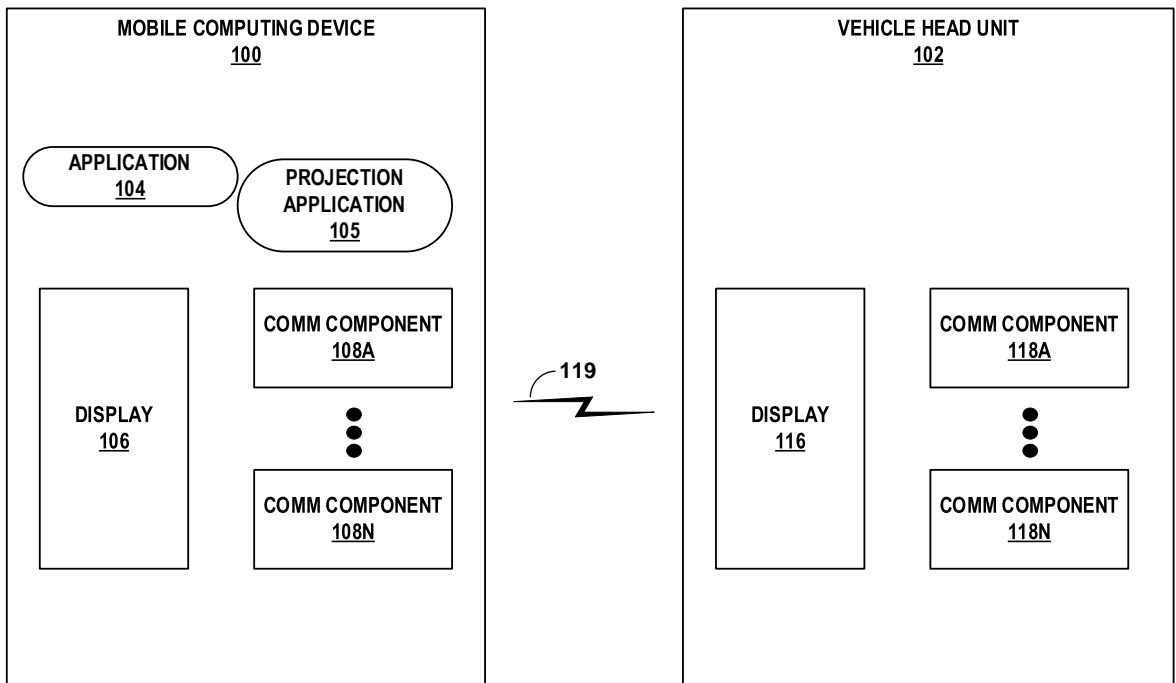 MOBILE COMPUTING DEVICE
100
APPLICATION
104
PROJECTION
APPLICATION
105
DISPLAY
106
COMM COMPONENT
108A
COMM COMPONENT
108N
119
VEHICLE HEAD UNIT
102
DISPLAY
116
COMM COMPONENT
118A
COMM COMPONENT
118N